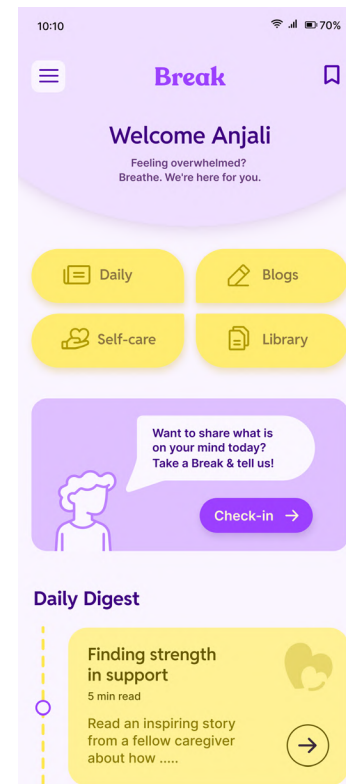 10:10
70%
Break
Welcome Anjali
Feeling overwhelmed?
Breathe. We're here for you.
Daily
Blogs
Self-care
Library
Want to share what is
on your mind today?
Take a Break & tell us!
Check-in
Daily Digest
Finding strength
in support
5 min read
Read an inspiring story
from a fellow caregiver
about how .....